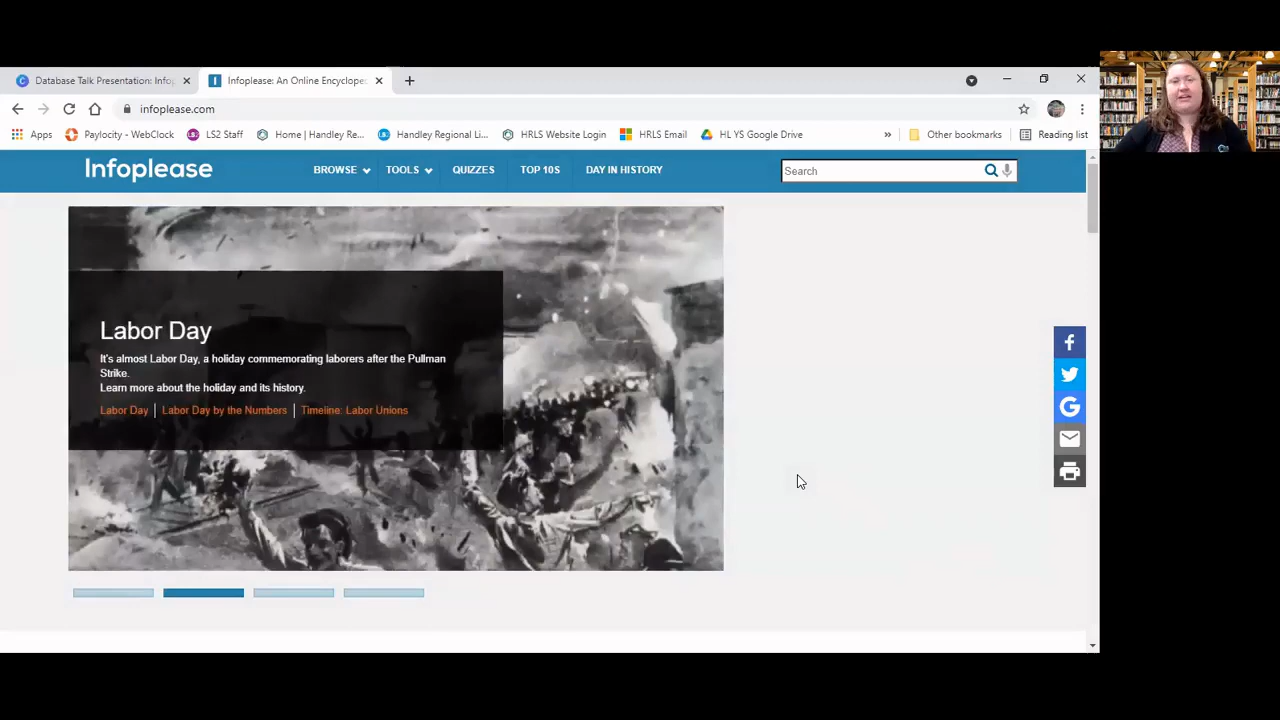 Database Talk Presentation: Infop
Infoplease: An Online Encycloped
infoplease.com
Apps Paylocity - WebClock LS2 Staff Home | Handley Re... Handley Regional Li... HRLS Website Login HRLS Email HL YS Google Drive » Other bookmarks Reading list
Infoplease BROWSE TOOLS QUIZZES TOP 10S DAY IN HISTORY Search
Labor Day
It's almost Labor Day, a holiday commemorating laborers after the Pullman
Strike.
Learn more about the holiday and its history.
Labor Day | Labor Day by the Numbers | Timeline: Labor Unions